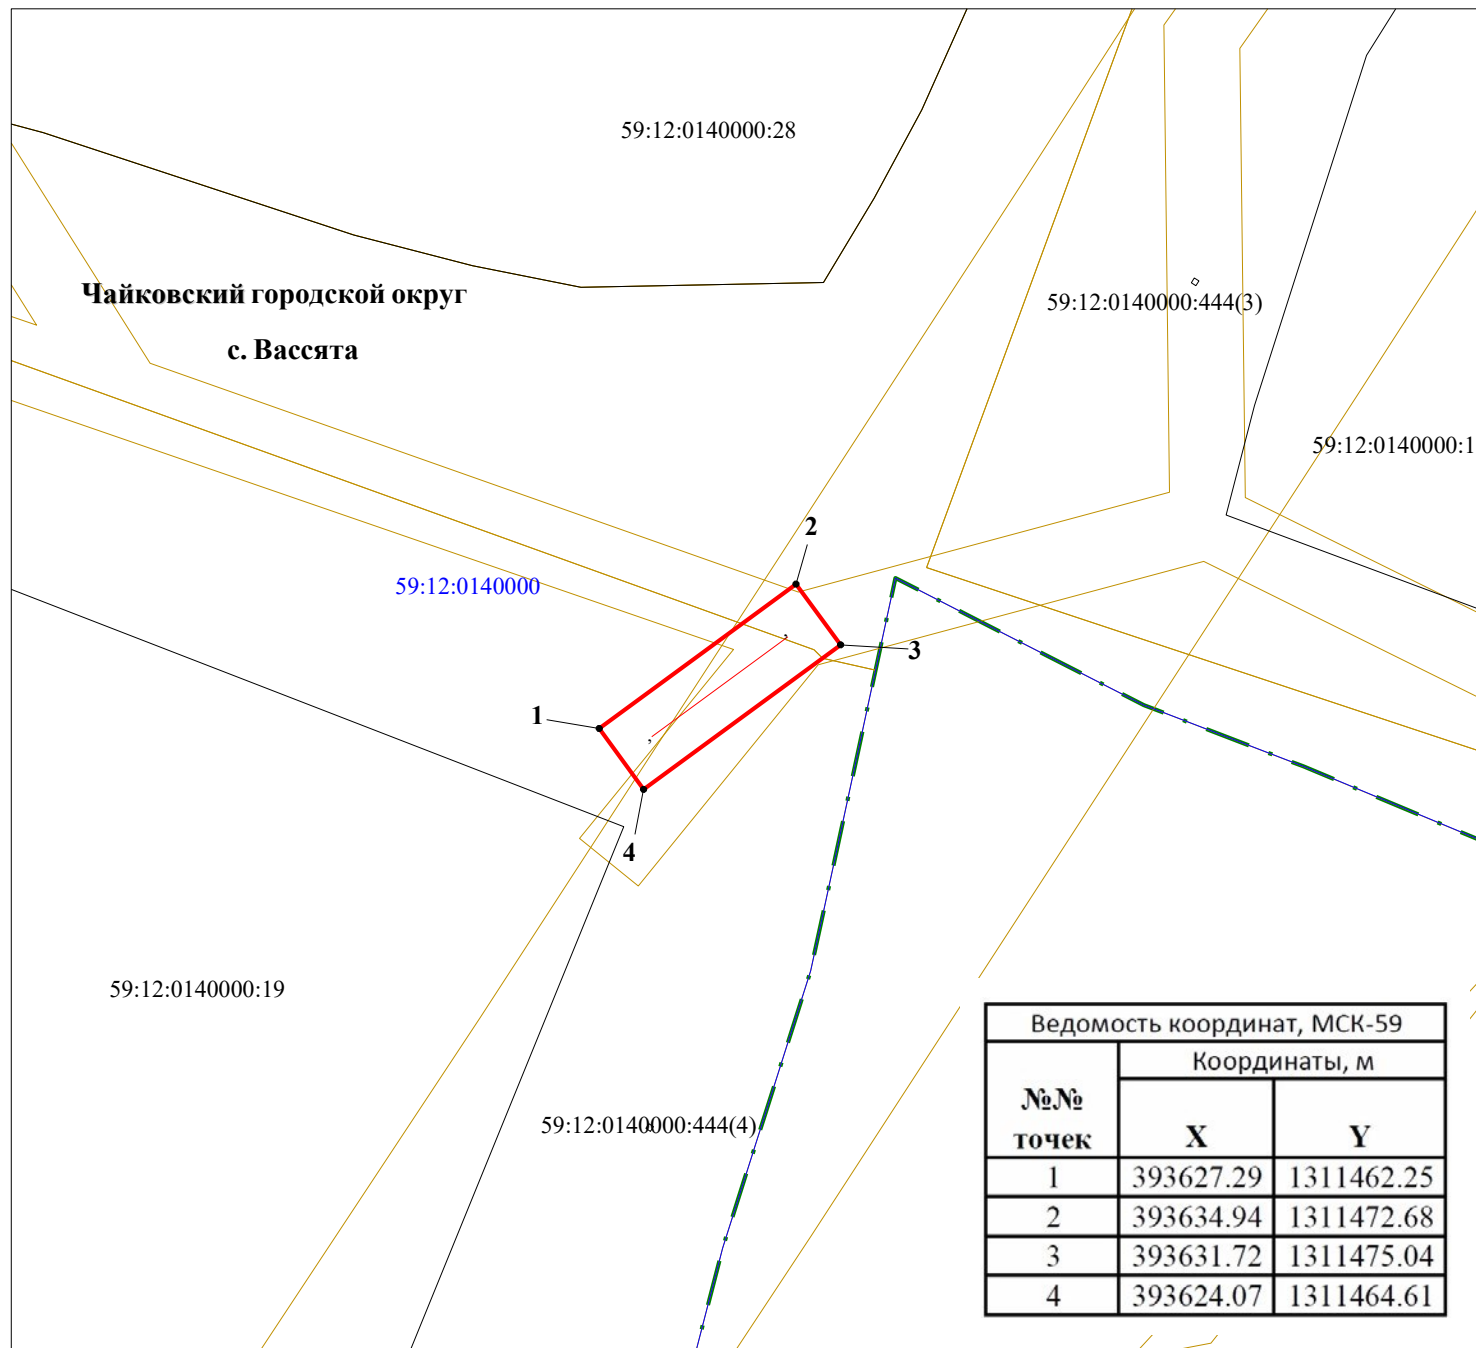 59:12:0140000:28
Чайковский городской округ
с. Вассята
59:12:0140000:444(3)
59:12:0140000:1
2
59:12:0140000
3
1
4
59:12:0140000:19
59:12:0140000:444(4)
Ведомость координат, МСК-59
№№ точек
Координаты, м
X Y
1 393627.29 1311462.25
2 393634.94 1311472.68
3 393631.72 1311475.04
4 393624.07 1311464.61